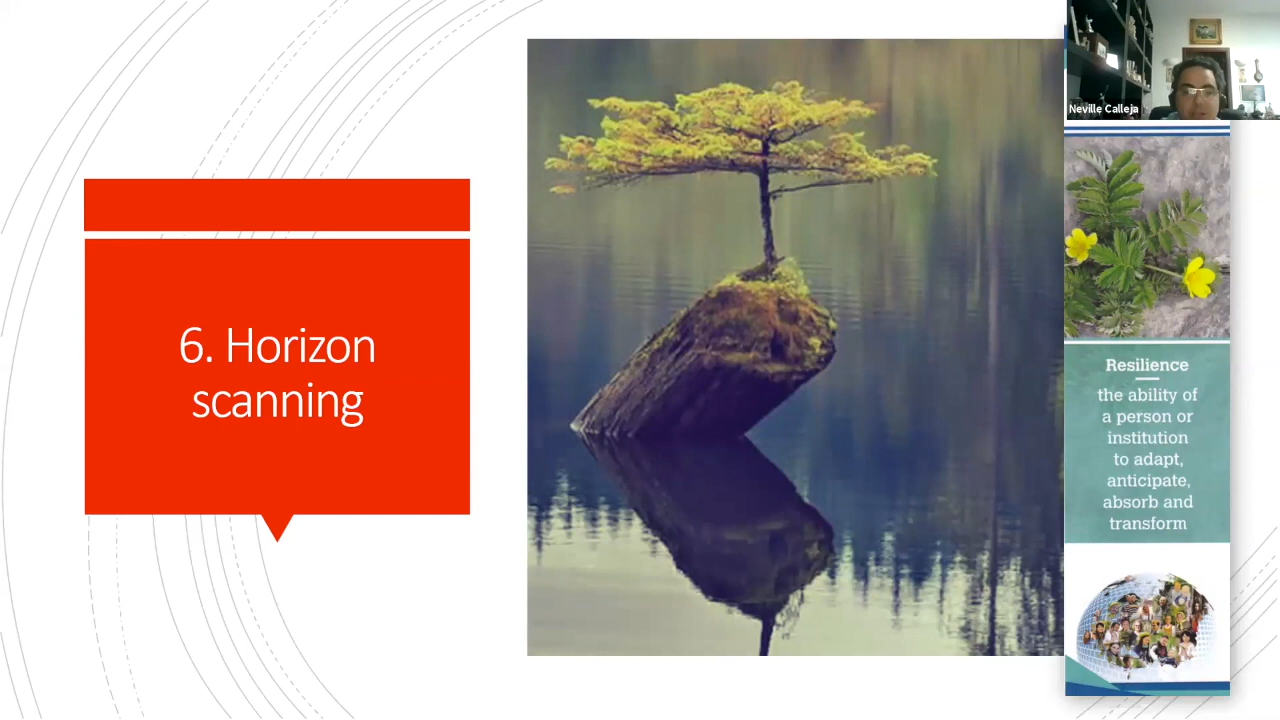 6. Horizon
scanning
Neville Calleja
Resilience
the ability of
a person or
institution
to adapt,
anticipate,
absorb and
transform